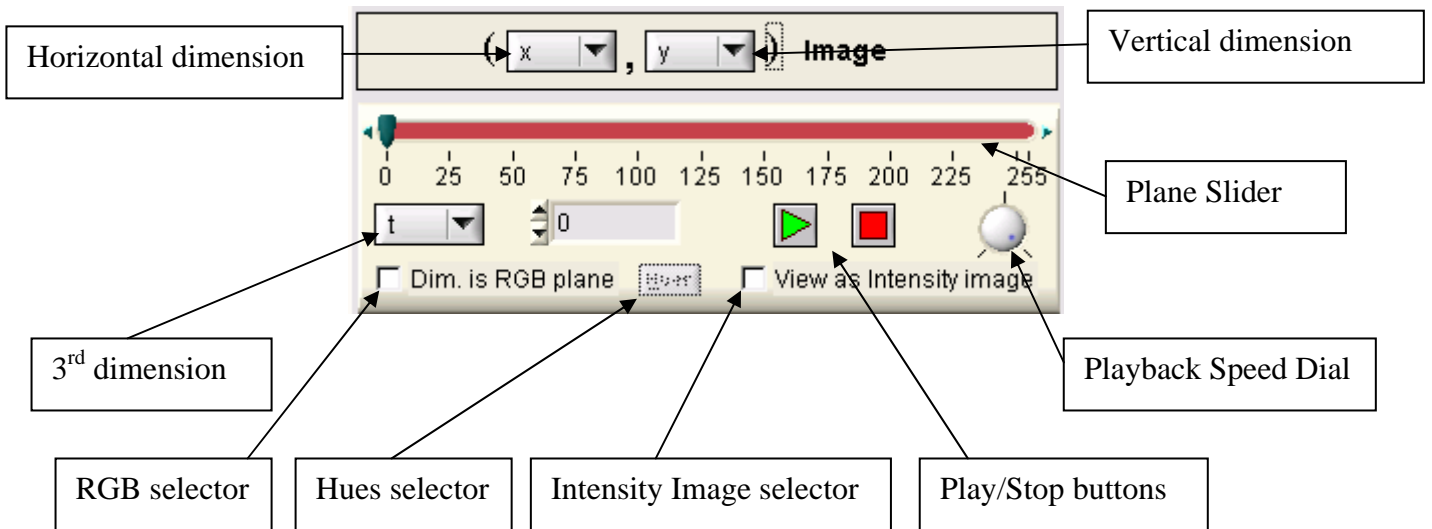 Horizontal dimension
( x , y ) Image
Vertical dimension
0 25 50 75 100 125 150 175 200 225 255
Plane Slider
t 0
Dim. is RGB plane
View as Intensity image
3rd dimension
Playback Speed Dial
RGB selector
Hues selector
Intensity Image selector
Play/Stop buttons